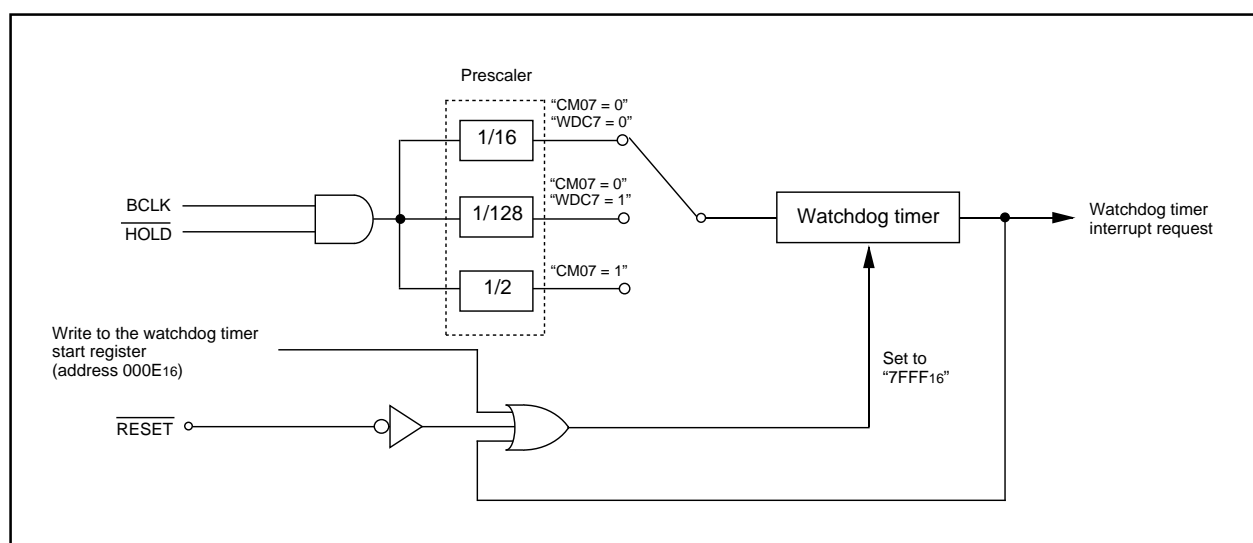 Prescaler
“CM07 = 0”
“WDC7 = 0”
1/16
BCLK
HOLD
“CM07 = 0”
“WDC7 = 1”
1/128
Watchdog timer
Watchdog timer
interrupt request
“CM07 = 1”
1/2
Write to the watchdog timer
start register
(address 000E16)
Set to
“7FFF16”
RESET